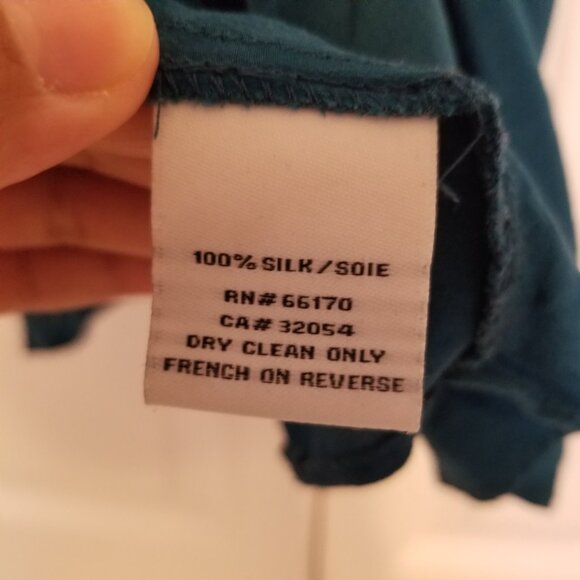 100% SILK/SOIE
RN# 66170
CA# 32054
DRY CLEAN ONLY
FRENCH ON REVERSE